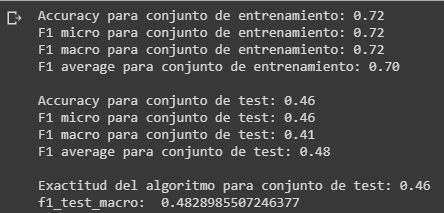 Accuracy para conjunto de entrenamiento: 0.72
F1 micro para conjunto de entrenamiento: 0.72
F1 macro para conjunto de entrenamiento: 0.72
F1 average para conjunto de entrenamiento: 0.70
Accuracy para conjunto de test: 0.46
F1 micro para conjunto de test: 0.46
F1 macro para conjunto de test: 0.41
F1 average para conjunto de test: 0.48
Exactitud del algoritmo para conjunto de test: 0.46
f1_test_macro: 0.4828985507246377